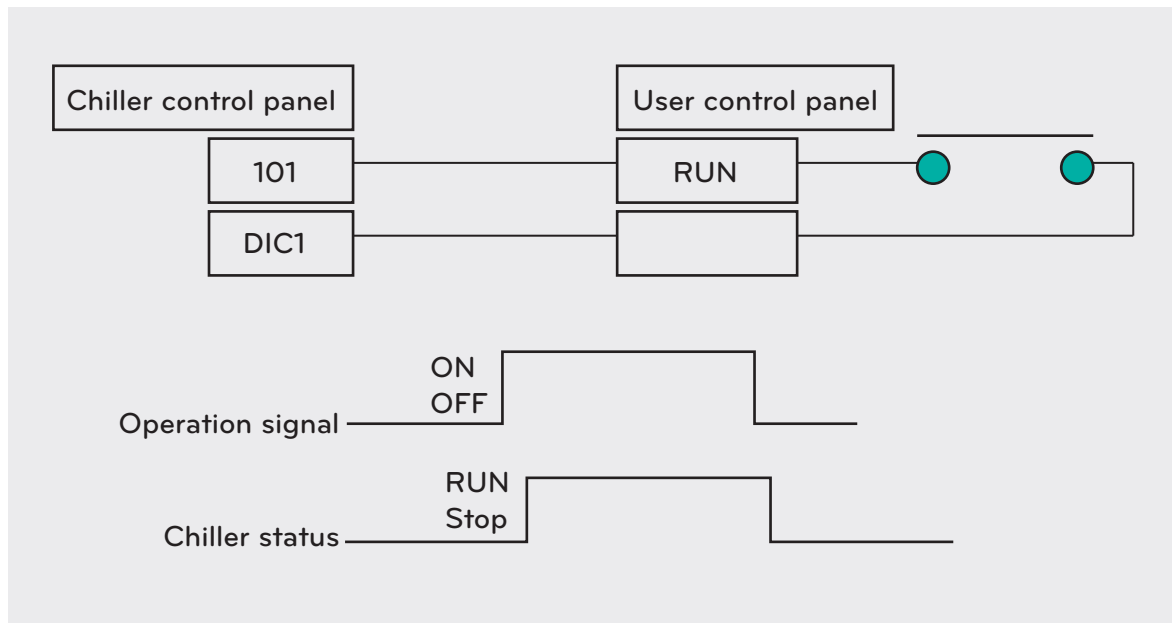 Chiller control panel
User control panel
101
RUN
DIC1
ON
OFF
Operation signal
RUN
Stop
Chiller status